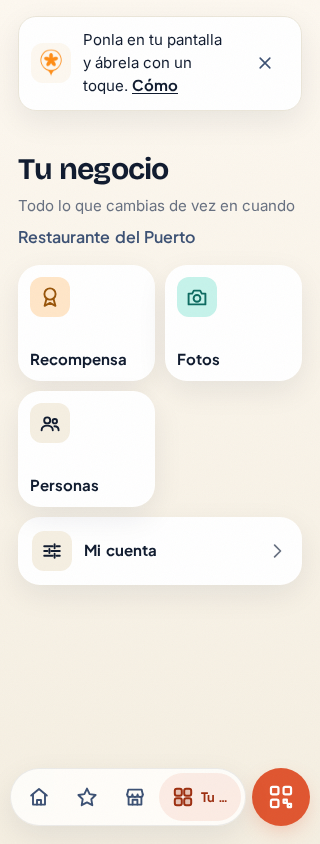 Ponla en tu pantalla
y ábrela con un
toque. Cómo
Tu negocio
Todo lo que cambias de vez en cuando
Restaurante del Puerto
Recompensa
Fotos
Personas
Mi cuenta
Tu ...